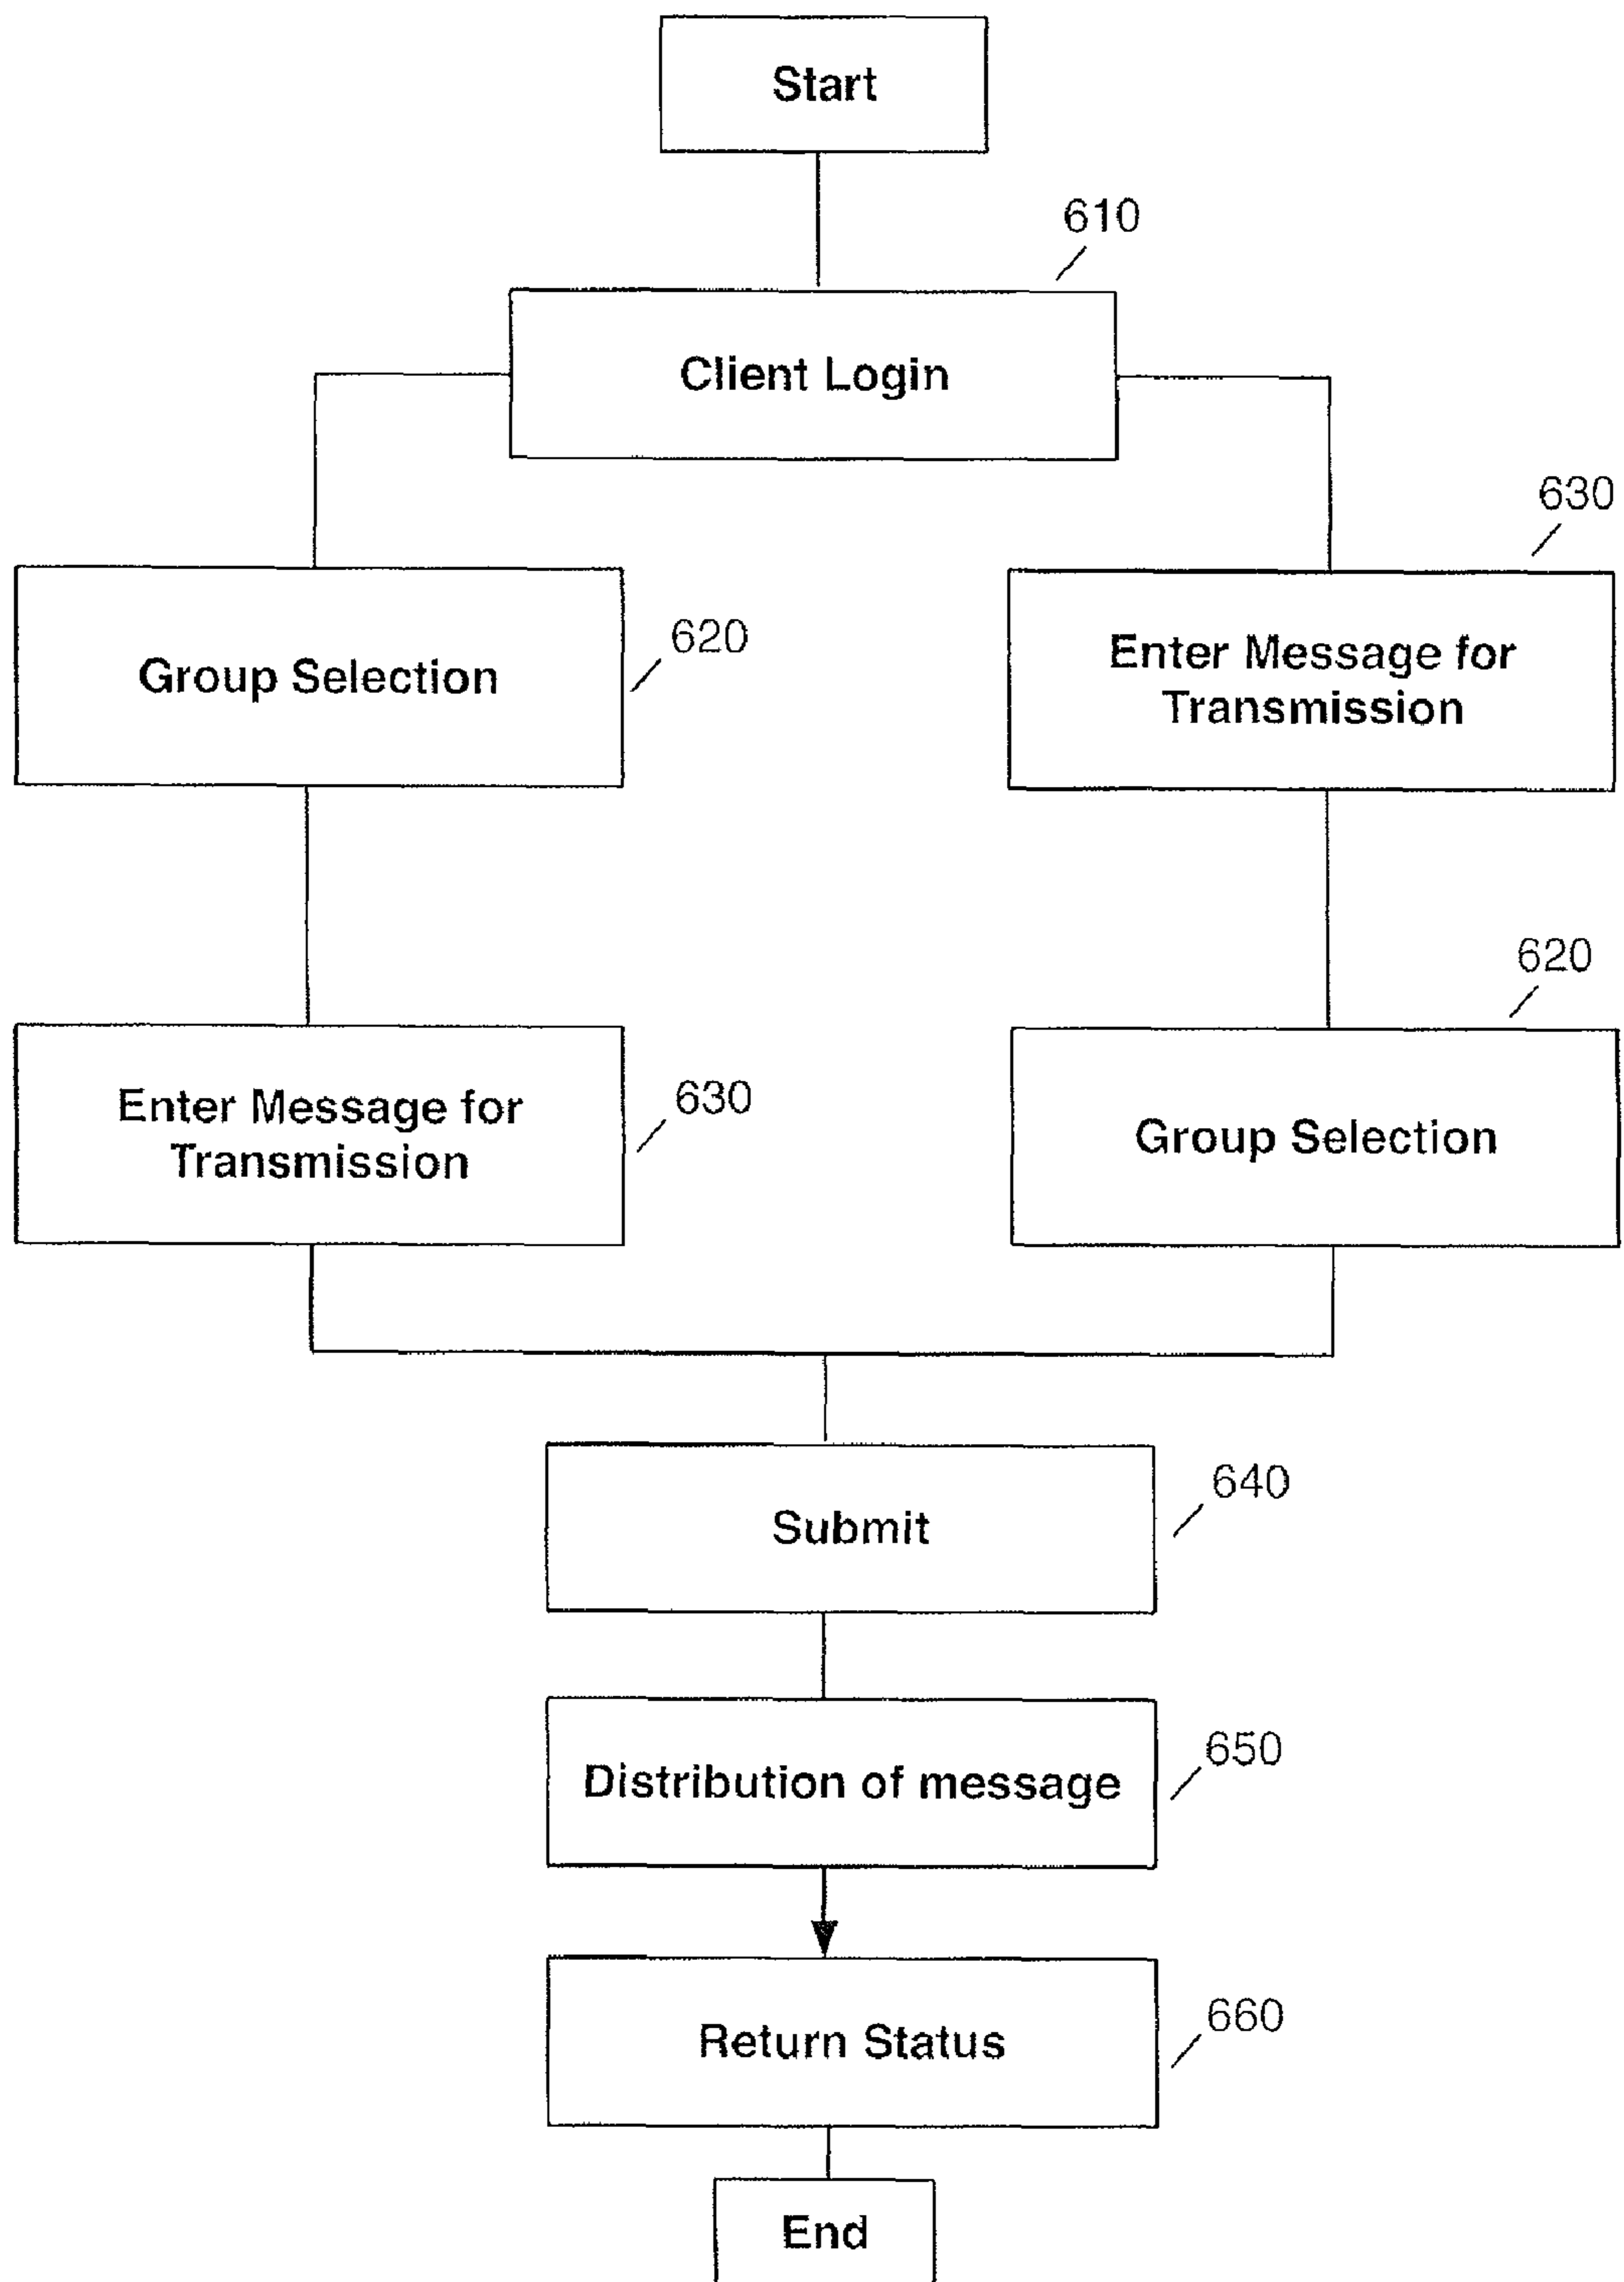 Start
610
Client Login
630
Group Selection
620
Enter Message for
Transmission
620
Enter Message for
Transmission
630
Group Selection
640
Submit
650
Distribution of message
660
Return Status
End